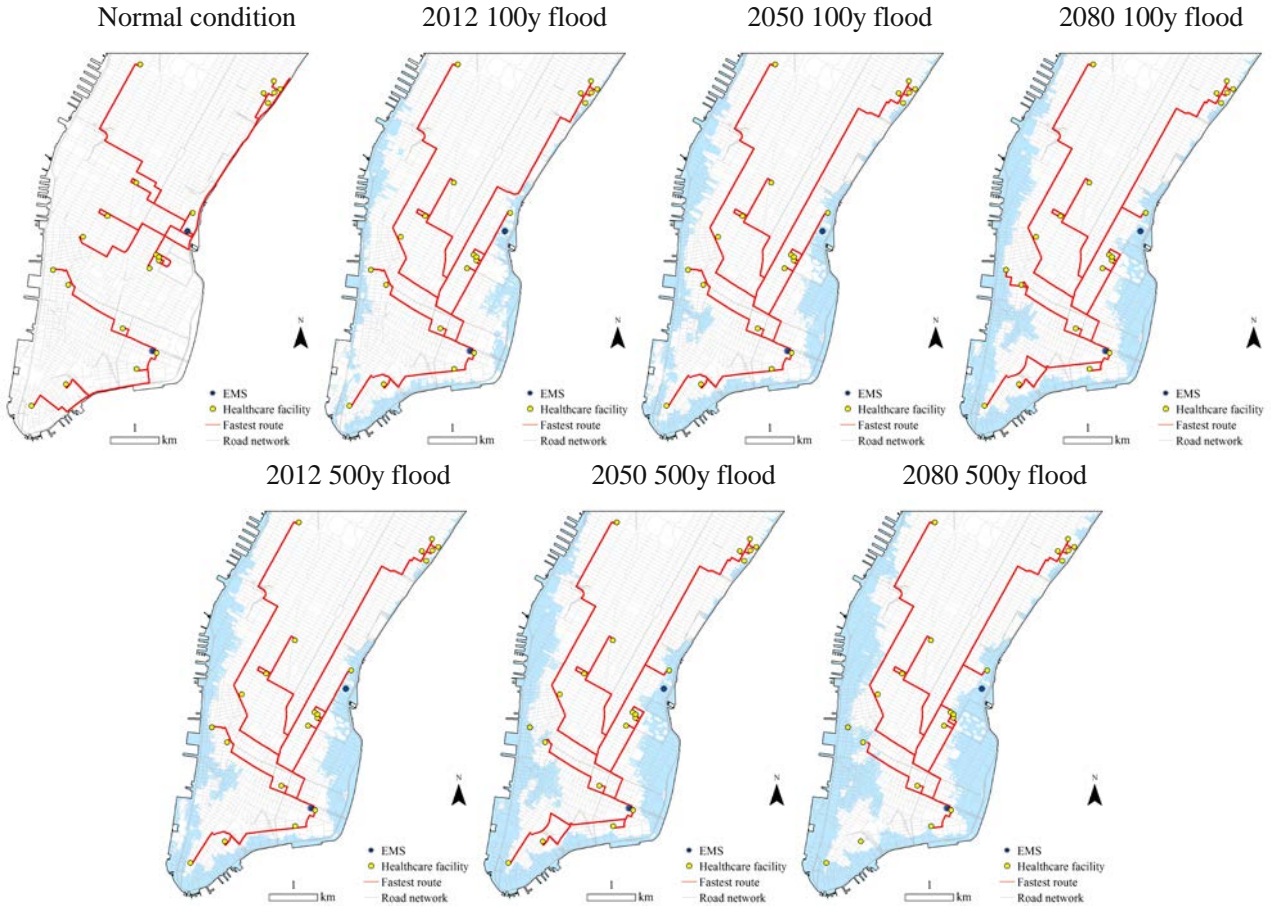 Normal condition
2012 100y flood
2050 100y flood
2080 100y flood
N
EMS
Healthcare facility
Fastest route
Road network
1
km
N
EMS
Healthcare facility
Fastest route
Road network
1
km
N
EMS
Healthcare facility
Fastest route
Road network
1
km
N
EMS
Healthcare facility
Fastest route
Road network
1
km
2012 500y flood
2050 500y flood
2080 500y flood
N
EMS
Healthcare facility
Fastest route
Road network
1
km
N
EMS
Healthcare facility
Fastest route
Road network
1
km
N
EMS
Healthcare facility
Fastest route
Road network
1
km